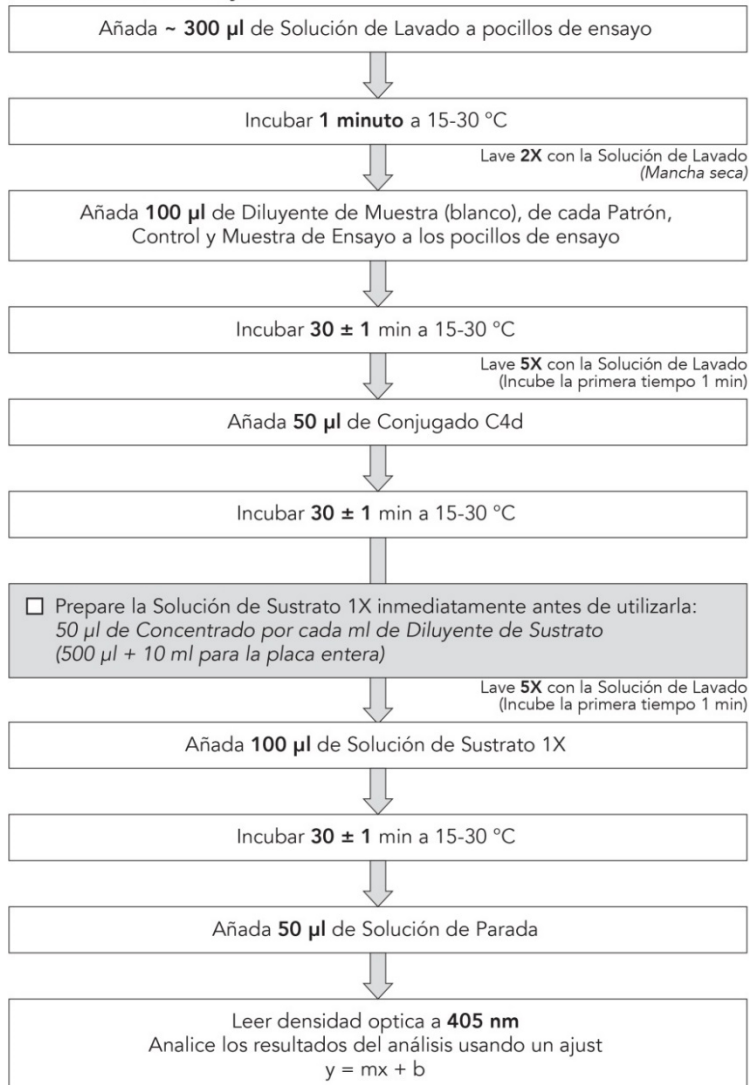 Añada ~ 300 µl de Solución de Lavado a pocillos de ensayo
Incubar 1 minuto a 15-30 °C
Lave 2X con la Solución de Lavado
(Mancha seca)
Añada 100 µl de Diluyente de Muestra (blanco), de cada Patrón,
Control y Muestra de Ensayo a los pocillos de ensayo
Incubar 30 ± 1 min a 15-30 °C
Lave 5X con la Solución de Lavado
(Incube la primera tiempo 1 min)
Añada 50 µl de Conjugado C4d
Incubar 30 ± 1 min a 15-30 °C
Prepare la Solución de Sustrato 1X inmediatamente antes de utilizarla:
50 µl de Concentrado por cada ml de Diluyente de Sustrato
(500 µl + 10 ml para la placa entera)
Lave 5X con la Solución de Lavado
(Incube la primera tiempo 1 min)
Añada 100 µl de Solución de Sustrato 1X
Incubar 30 ± 1 min a 15-30 °C
Añada 50 µl de Solución de Parada
Leer densidad optica a 405 nm
Analice los resultados del análisis usando un ajust
y = mx + b